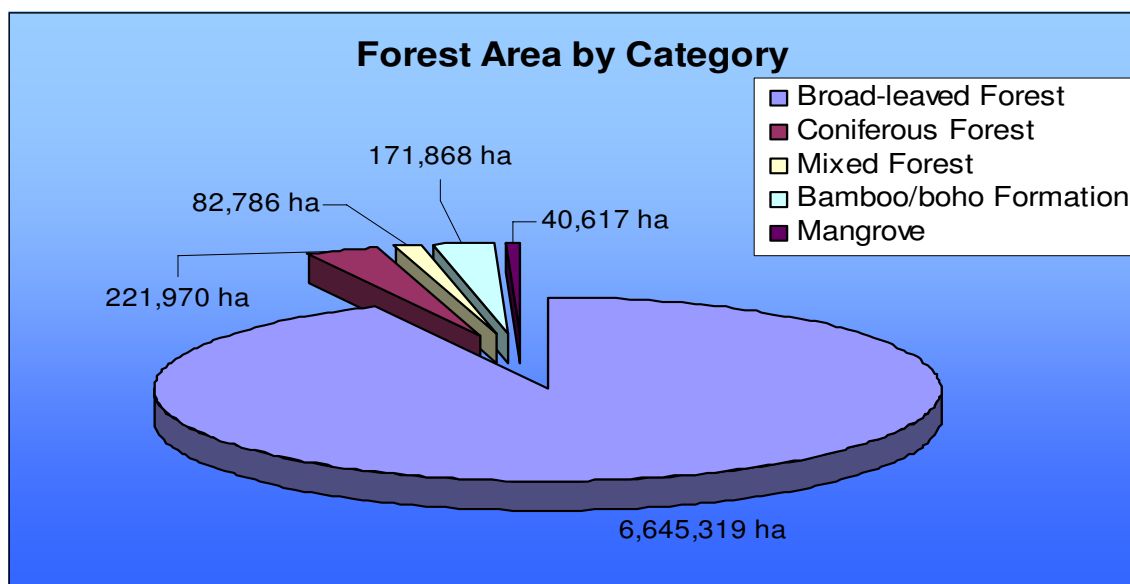 Forest Area by Category
Broad-leaved Forest
Coniferous Forest
Mixed Forest
Bamboo/boho Formation
Mangrove
171,868 ha
82,786 ha
40,617 ha
221,970 ha
6,645,319 ha